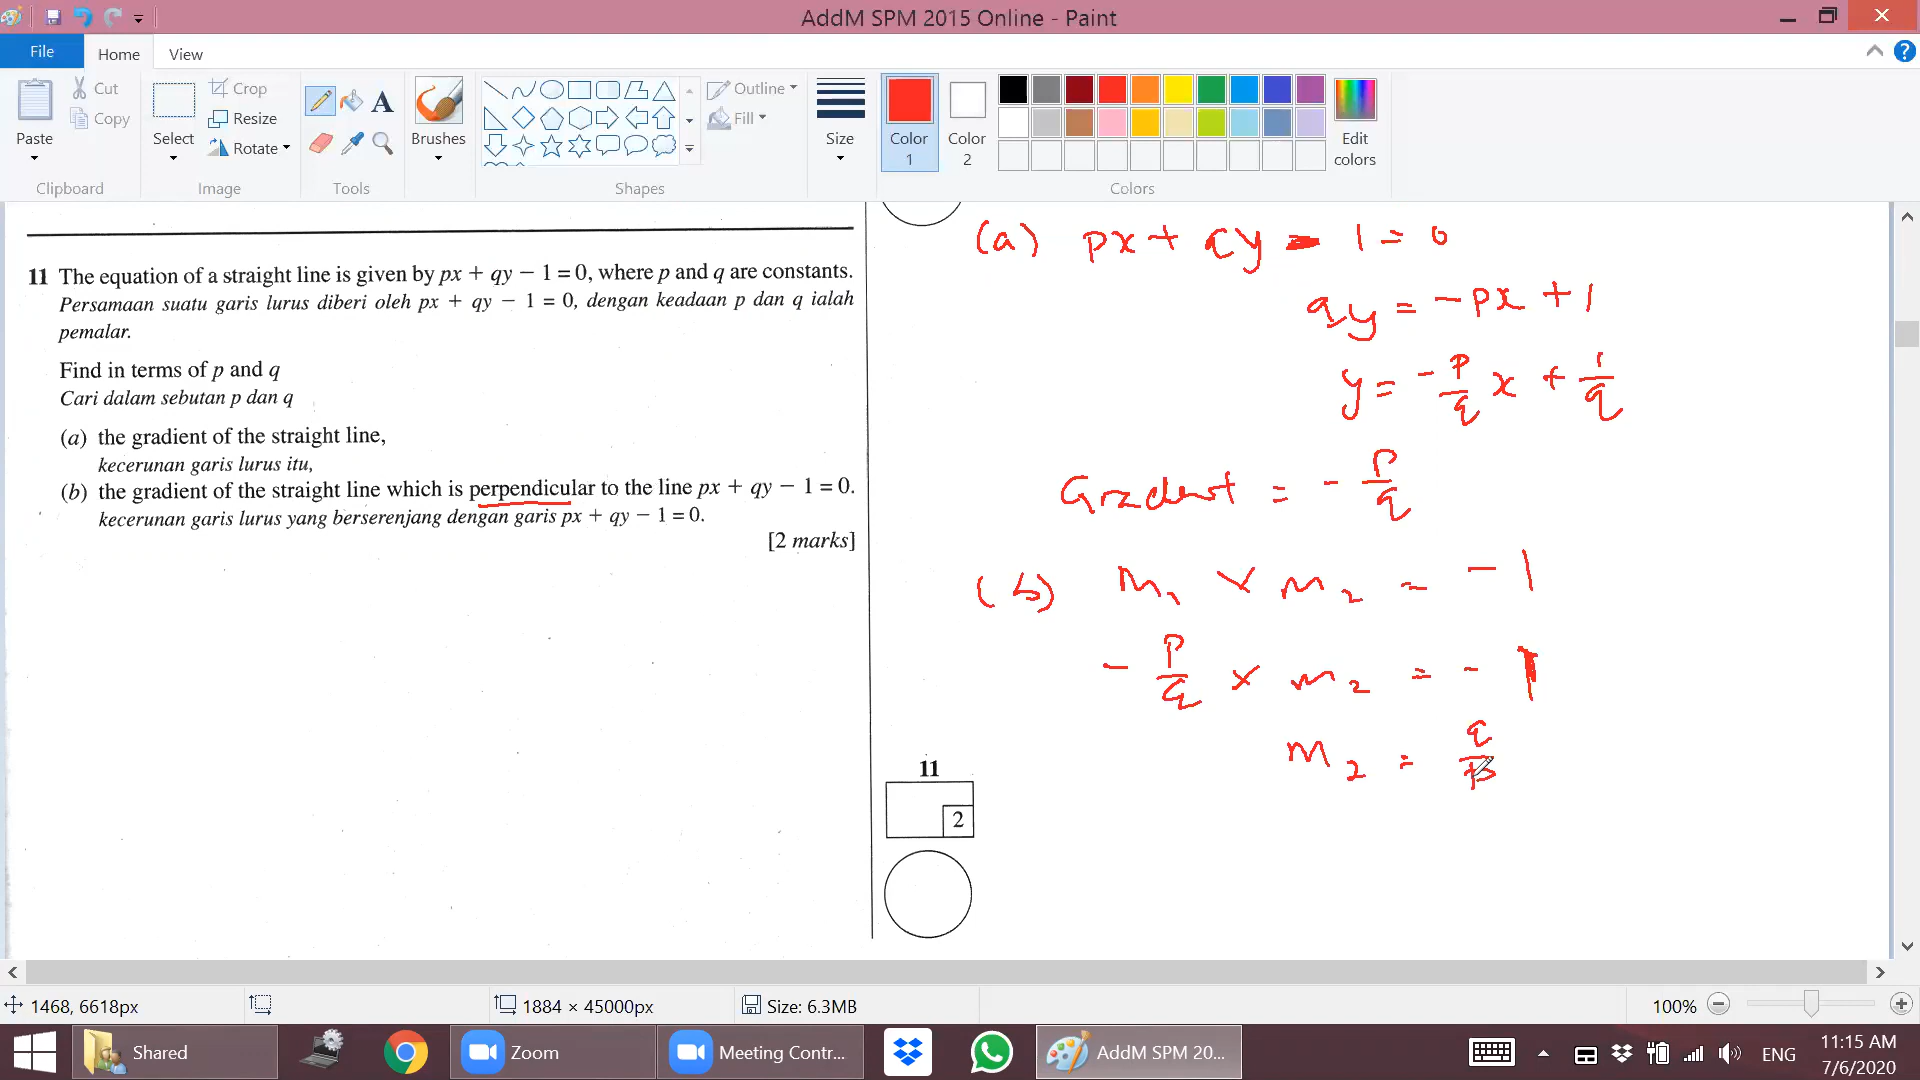 AddM SPM 2015 Online - Paint
File Home View
Paste
Cut
Copy
Clipboard
Select
Crop
Resize
Rotate
Image
Tools
Brushes
Shapes
Outline
Fill
Size
Color 1
Color 2
Colors
Edit colors
11 The equation of a straight line is given by px + qy − 1 = 0, where p and q are constants.
Persamaan suatu garis lurus diberi oleh px + qy − 1 = 0, dengan keadaan p dan q ialah
pemalar.
Find in terms of p and q
Cari dalam sebutan p dan q
(a) the gradient of the straight line,
kecerunan garis lurus itu,
(b) the gradient of the straight line which is perpendicular to the line px + qy − 1 = 0.
kecerunan garis lurus yang berserenjang dengan garis px + qy − 1 = 0.
[2 marks]
11
2
(a) px + qy - 1 = 0
qy = - px + 1
y = - p/q x + 1/q
Gradient = - p/q
(b) m1 × m2 = - 1
- p/q × m2 = - 1
m2 = q/p
1468, 6618px
1884 × 45000px
Size: 6.3MB
100%
Shared
Zoom
Meeting Contr...
AddM SPM 20...
ENG
11:15 AM
7/6/2020